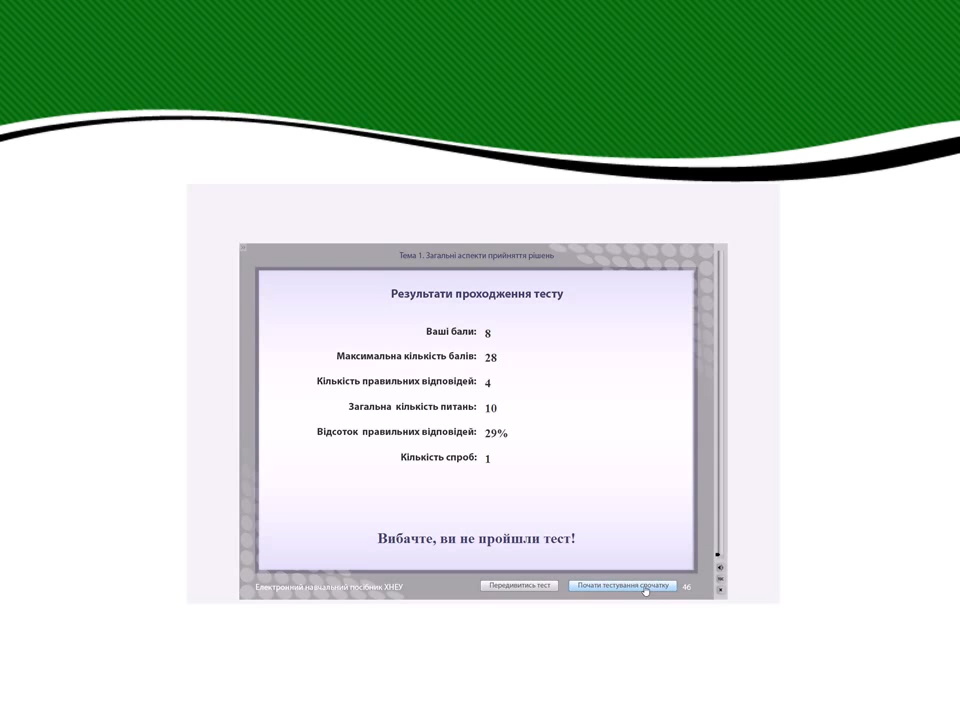 Тема 1. Загальні аспекти прийняття рішень
Результати проходження тесту
Ваші бали: 8
Максимальна кількість балів: 28
Кількість правильних відповідей: 4
Загальна кількість питань: 10
Відсоток правильних відповідей: 29%
Кількість спроб: 1
Вибачте, ви не пройшли тест!
Електронний навчальний посібник ХНЕУ
Передивитись тест
Почати тестування спочатку
46